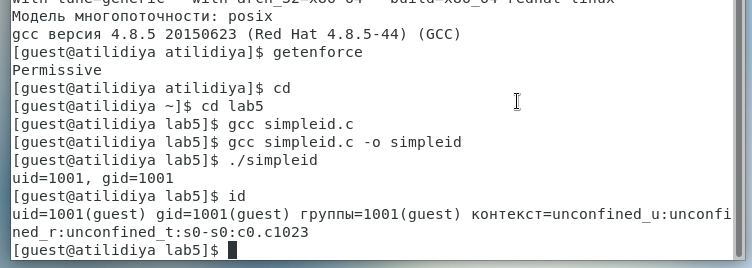 Модель многопоточности: posix
gcc версия 4.8.5 20150623 (Red Hat 4.8.5-44) (GCC)
[guest@atilidiya atilidiya]$ getenforce
Permissive
[guest@atilidiya atilidiya]$ cd
[guest@atilidiya ~]$ cd lab5
[guest@atilidiya lab5]$ gcc simpleid.c
[guest@atilidiya lab5]$ gcc simpleid.c -o simpleid
[guest@atilidiya lab5]$ ./simpleid
uid=1001, gid=1001
[guest@atilidiya lab5]$ id
uid=1001(guest) gid=1001(guest) группы=1001(guest) контекст=unconfined_u:unconfi
ned_r:unconfined_t:s0-s0:c0.c1023
[guest@atilidiya lab5]$